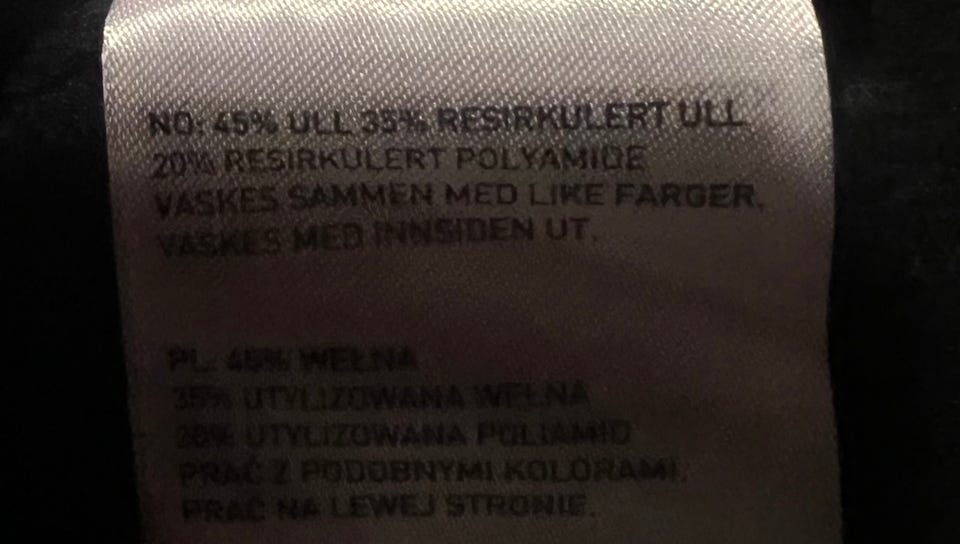 NO: 45% ULL 35% RESIRKULERT ULL
20% RESIRKULERT POLYAMIDE
VASKES SAMMEN MED LIKE FARGER.
VASKES MED INNSIDEN UT.
PL: 45% WEŁNA
35% UTYLIZOWANA WEŁNA
20% UTYLIZOWANA POLIAMID
PRAĆ Z PODOBNYMI KOLORAMI.
PRAĆ NA LEWEJ STRONIE.